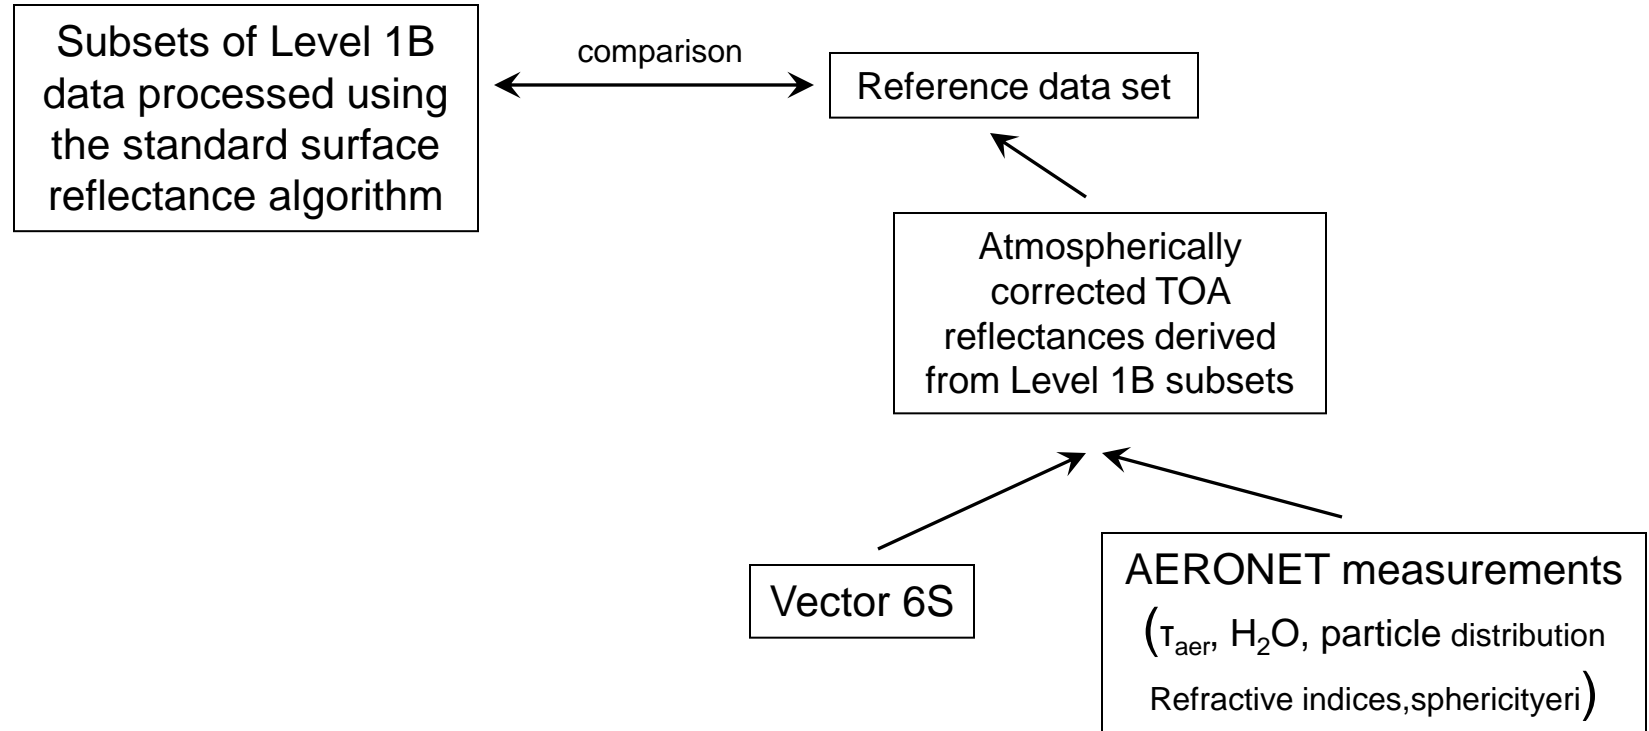 Subsets of Level 1B
data processed using
the standard surface
reflectance algorithm
comparison
Reference data set
Atmospherically
corrected TOA
reflectances derived
from Level 1B subsets
Vector 6S
AERONET measurements
(τaer, H2O, particle distribution
Refractive indices,sphericityeri)